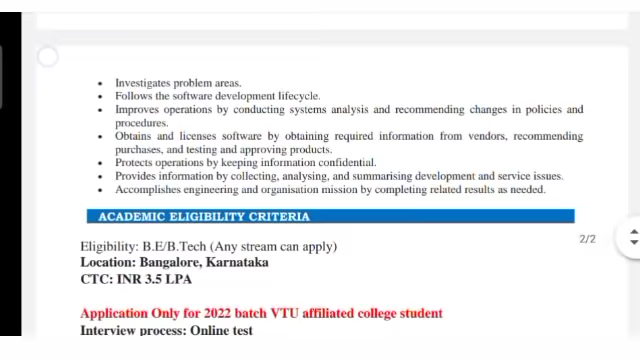 • Investigates problem areas.
• Follows the software development lifecycle.
• Improves operations by conducting systems analysis and recommending changes in policies and
procedures.
• Obtains and licenses software by obtaining required information from vendors, recommending
purchases, and testing and approving products.
• Protects operations by keeping information confidential.
• Provides information by collecting, analysing, and summarising development and service issues.
• Accomplishes engineering and organisation mission by completing related results as needed.
ACADEMIC ELIGIBILITY CRITERIA
2/2
Eligibility: B.E/B.Tech (Any stream can apply)
Location: Bangalore, Karnataka
CTC: INR 3.5 LPA
Application Only for 2022 batch VTU affiliated college student
Interview process: Online test